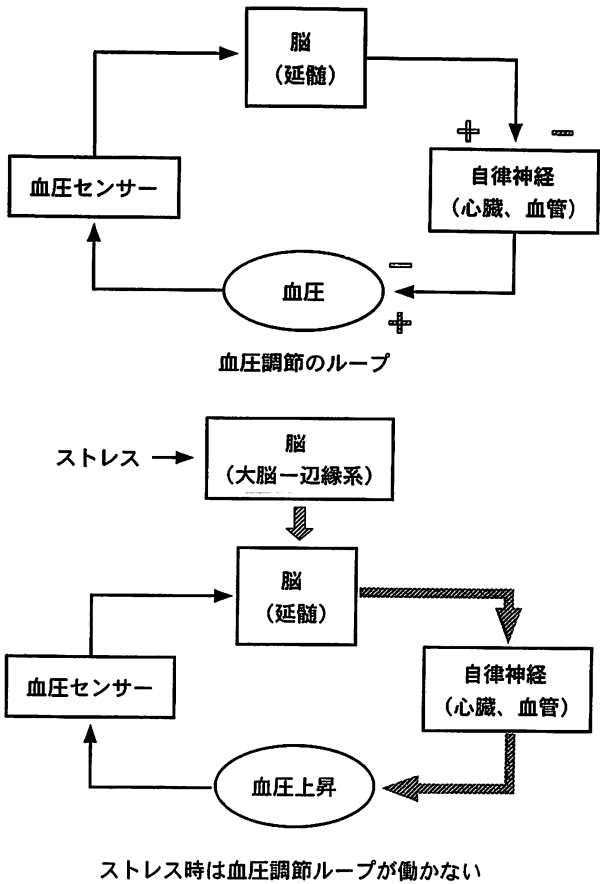 脳
（延髄）
＋ －
自律神経
（心臓、血管）
血圧センサー
－
血圧
＋
血圧調節のループ
ストレス
脳
（大脳ー辺縁系）
脳
（延髄）
自律神経
（心臓、血管）
血圧センサー
血圧上昇
ストレス時は血圧調節ループが働かない